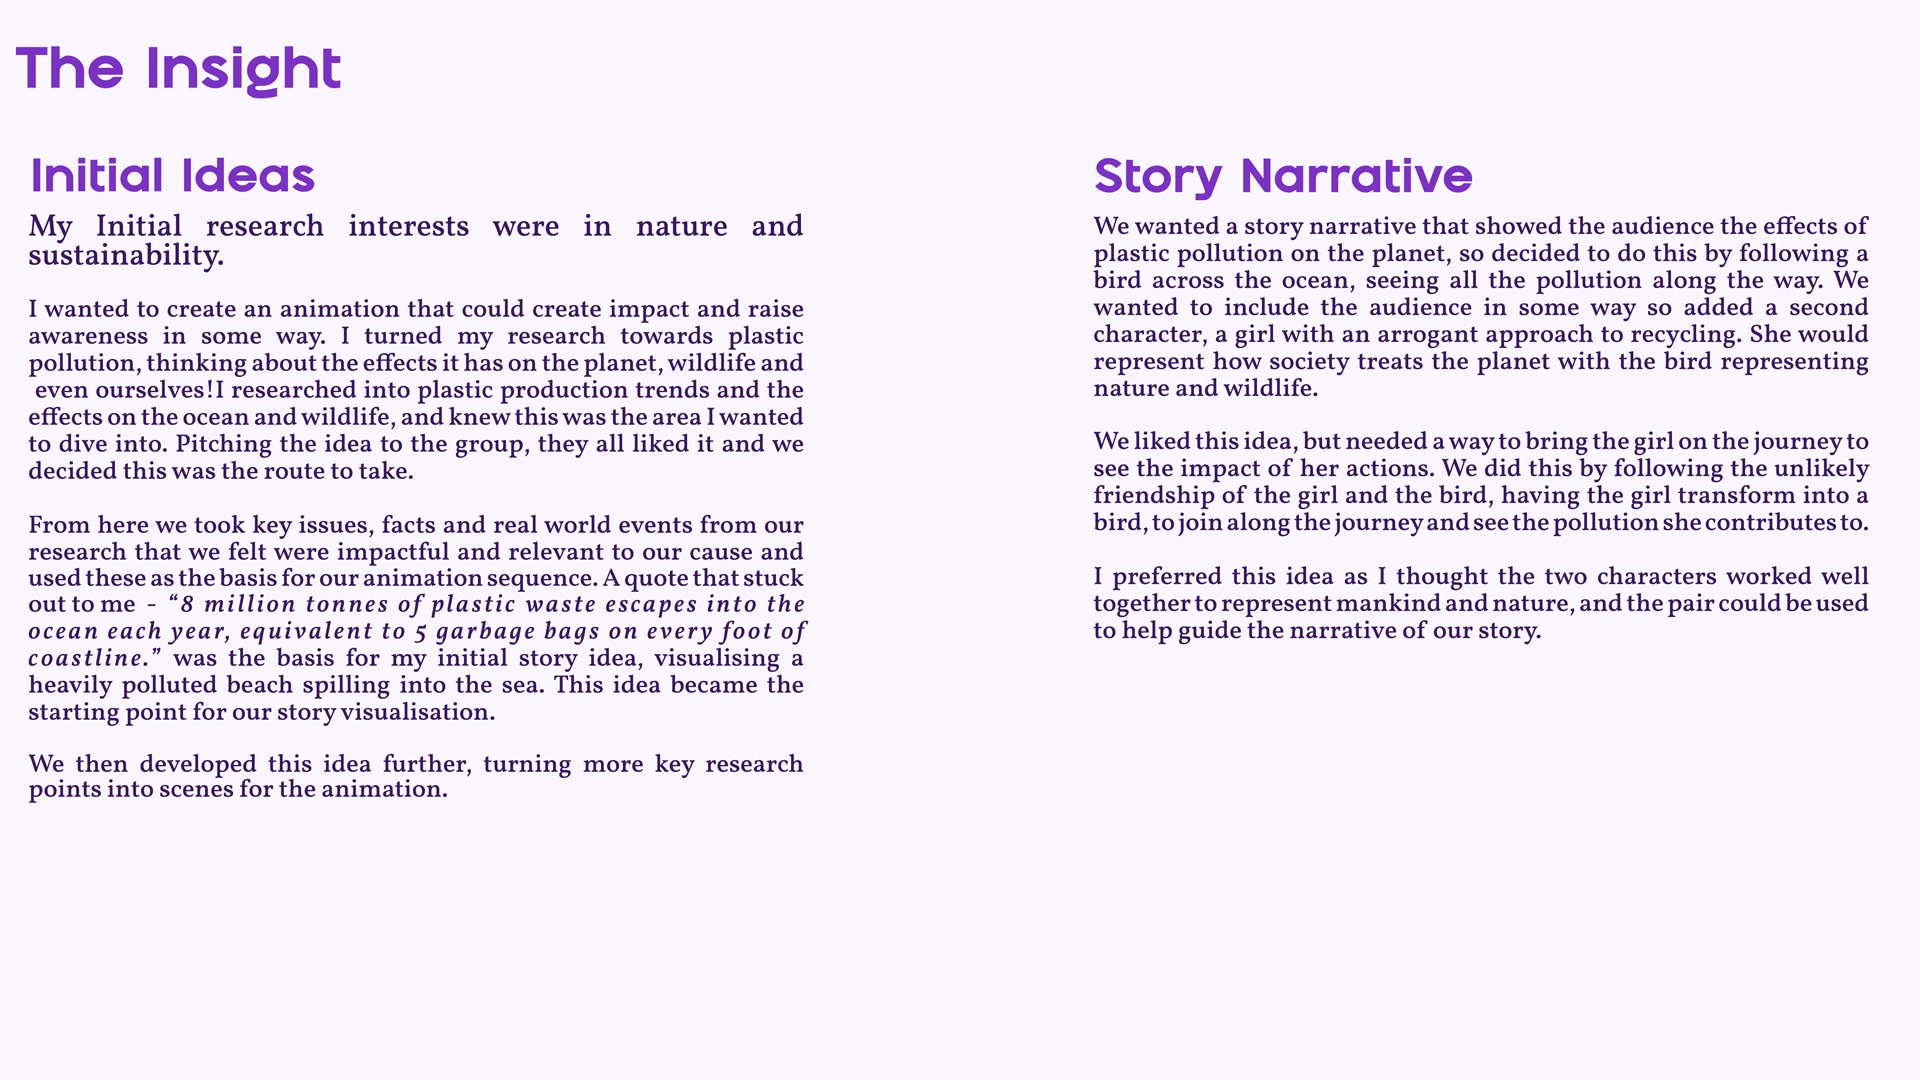 The Insight
Initial Ideas
My Initial research interests were in nature and
sustainability.
I wanted to create an animation that could create impact and raise
awareness in some way. I turned my research towards plastic
pollution, thinking about the effects it has on the planet, wildlife and
even ourselves!I researched into plastic production trends and the
effects on the ocean and wildlife, and knew this was the area I wanted
to dive into. Pitching the idea to the group, they all liked it and we
decided this was the route to take.
From here we took key issues, facts and real world events from our
research that we felt were impactful and relevant to our cause and
used these as the basis for our animation sequence. A quote that stuck
out to me - “8 million tonnes of plastic waste escapes into the
ocean each year, equivalent to 5 garbage bags on every foot of
coastline.” was the basis for my initial story idea, visualising a
heavily polluted beach spilling into the sea. This idea became the
starting point for our story visualisation.
We then developed this idea further, turning more key research
points into scenes for the animation.
Story Narrative
We wanted a story narrative that showed the audience the effects of
plastic pollution on the planet, so decided to do this by following a
bird across the ocean, seeing all the pollution along the way. We
wanted to include the audience in some way so added a second
character, a girl with an arrogant approach to recycling. She would
represent how society treats the planet with the bird representing
nature and wildlife.
We liked this idea, but needed a way to bring the girl on the journey to
see the impact of her actions. We did this by following the unlikely
friendship of the girl and the bird, having the girl transform into a
bird, to join along the journey and see the pollution she contributes to.
I preferred this idea as I thought the two characters worked well
together to represent mankind and nature, and the pair could be used
to help guide the narrative of our story.